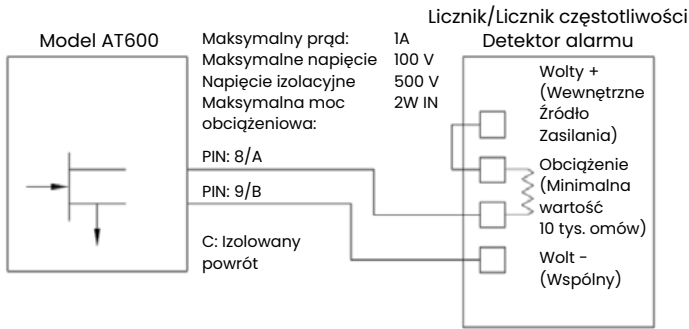 Model AT600
Maksymalny prąd: 1A
Maksymalne napięcie 100 V
Napięcie izolacyjne 500 V
Maksymalna moc 2W IN
obciążeniowa:
PIN: 8/A
PIN: 9/B
C: Izolowany
powrót
Licznik/Licznik częstotliwości
Detektor alarmu
Wolty +
(Wewnętrzne
Źródło
Zasilania)
Obciążenie
(Minimalna
wartość
10 tys. omów)
Wolt -
(Wspólny)